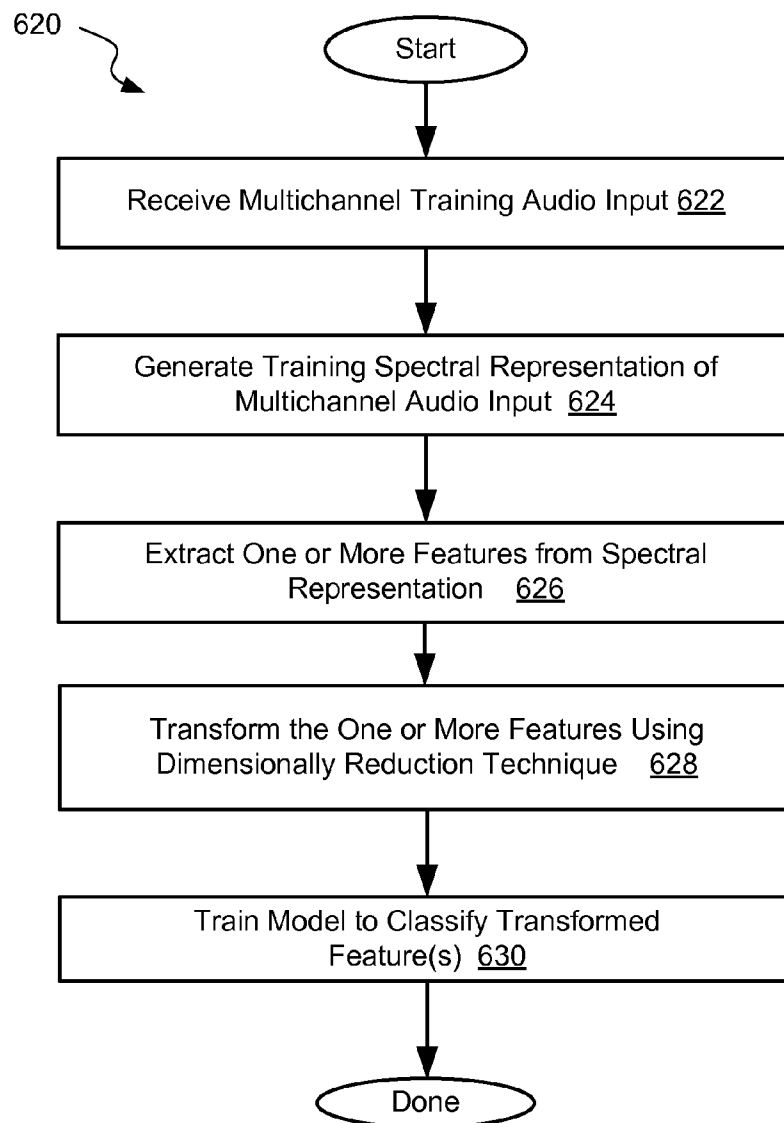 620
Start
Receive Multichannel Training Audio Input 622
Generate Training Spectral Representation of
Multichannel Audio Input 624
Extract One or More Features from Spectral
Representation 626
Transform the One or More Features Using
Dimensionally Reduction Technique 628
Train Model to Classify Transformed
Feature(s) 630
Done